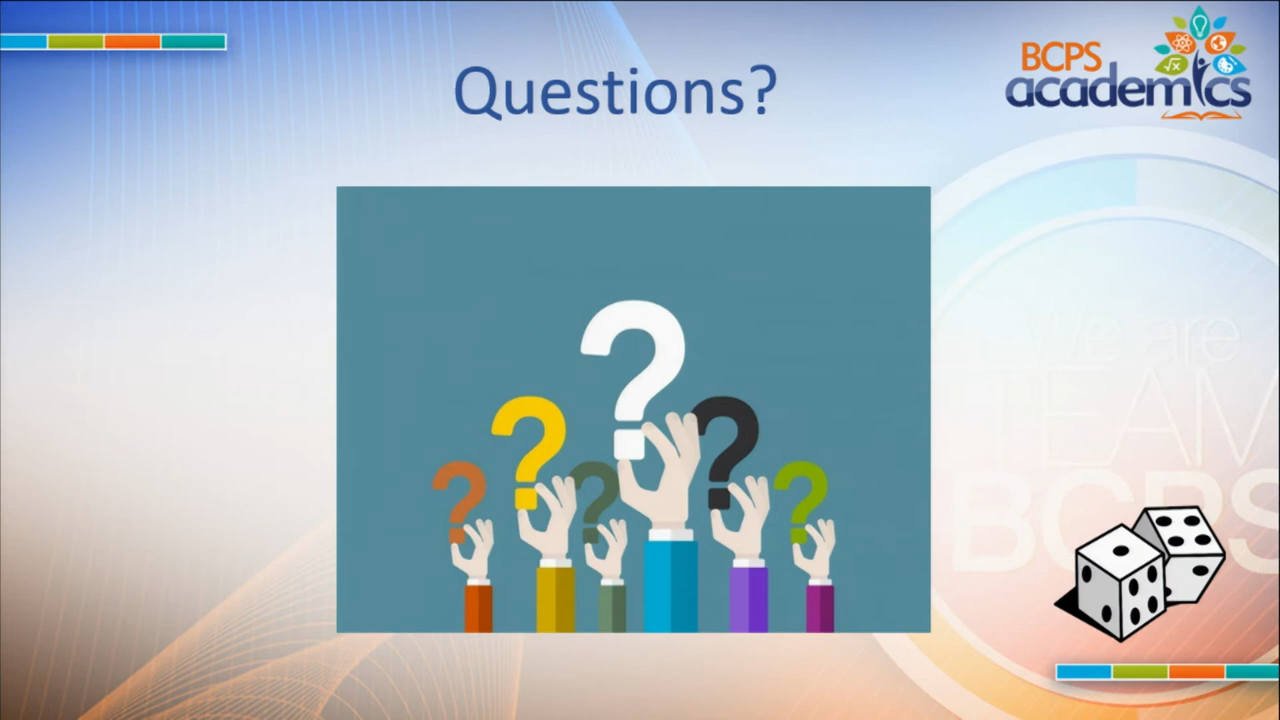 BCPS
academics
Questions?
We are
TEAM
BCPS